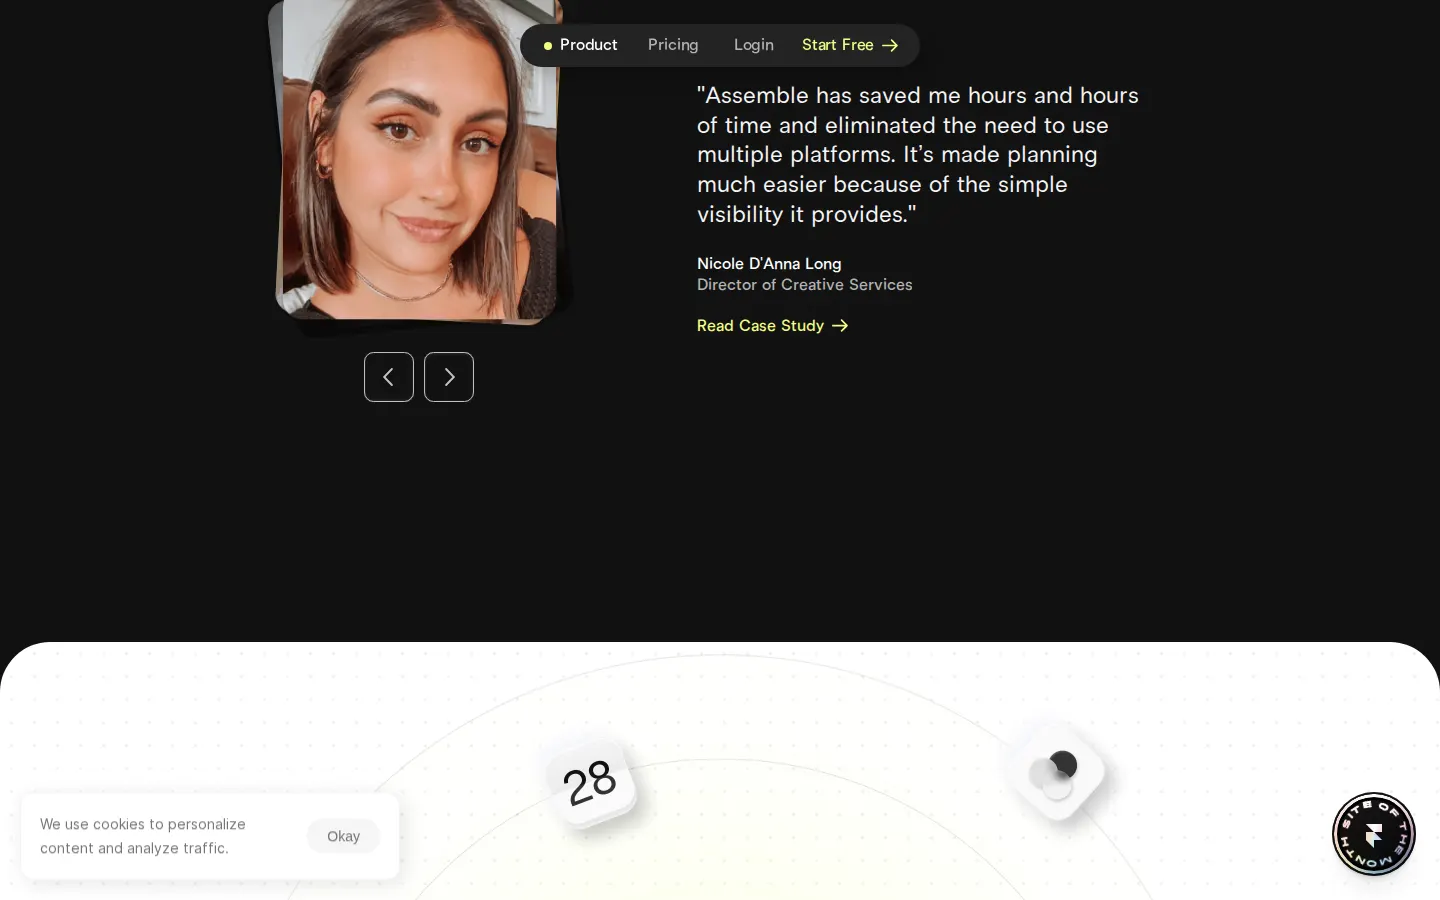 Product
Pricing
Login
Start Free
"Assemble has saved me hours and hours
of time and eliminated the need to use
multiple platforms. It’s made planning
much easier because of the simple
visibility it provides."
Nicole D'Anna Long
Director of Creative Services
Read Case Study
28
We use cookies to personalize
content and analyze traffic.
Okay
SITE OF THE MONTH